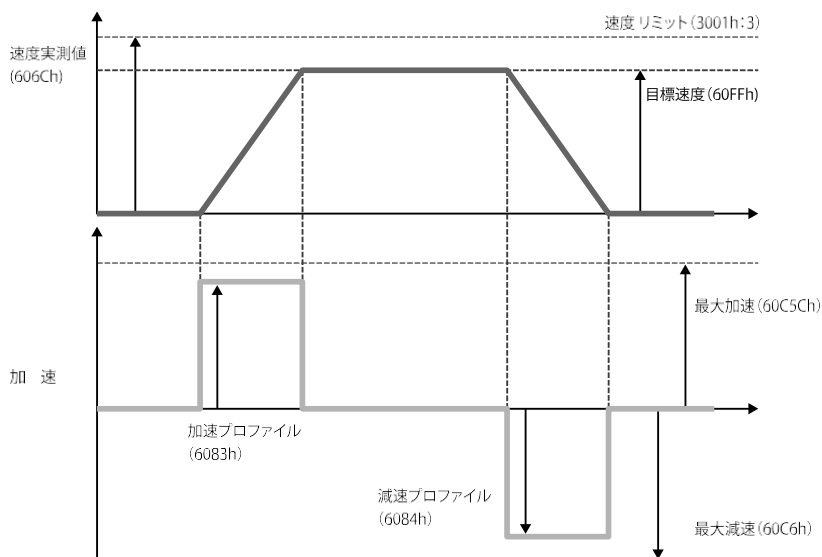 速度リミット(3001h:3)
速度実測値
(606Ch)
目標速度(60FFh)
最大加速(60C5Ch)
加　速
加速プロファイル
(6083h)
減速プロファイル
(6084h)
最大減速(60C6h)